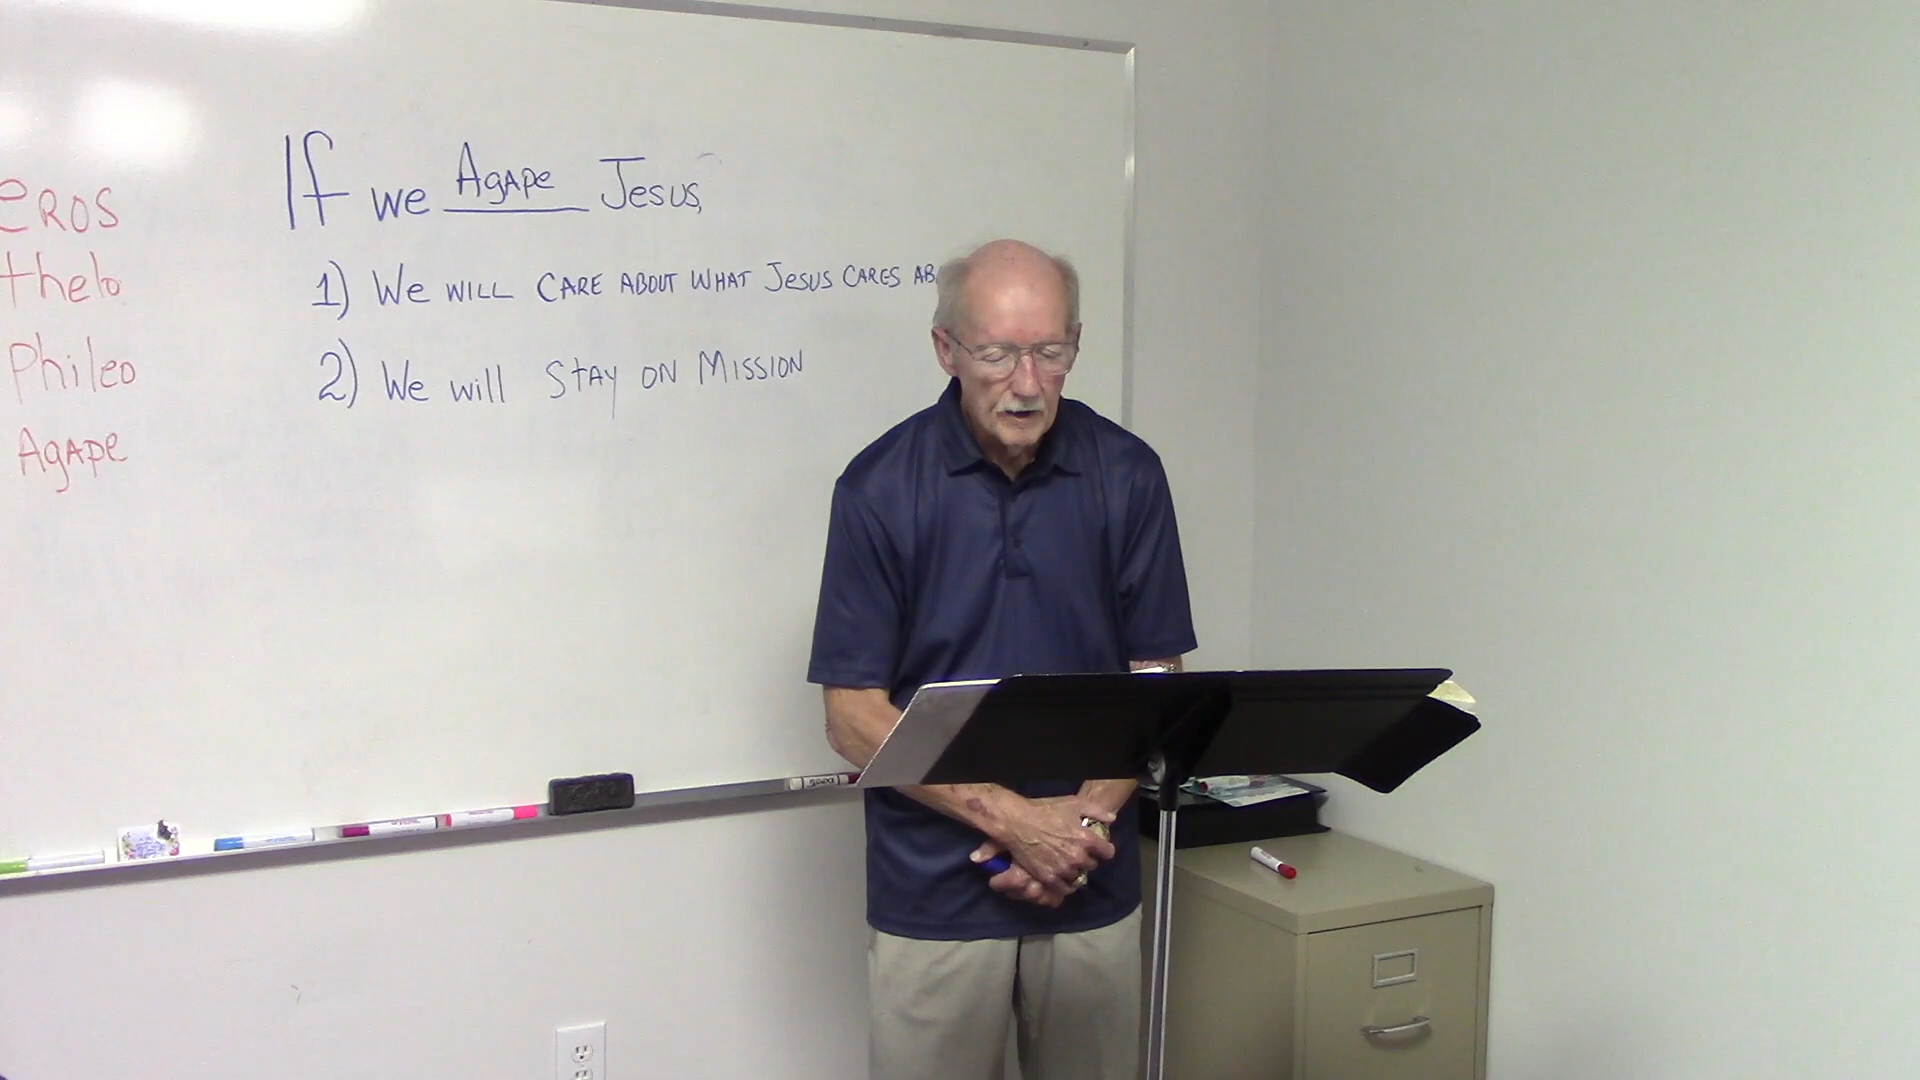 eros
thelo
Phileo
Agape
If we Agape Jesus,
1) We will care about what Jesus cares ab
2) We will stay on Mission
EXPO